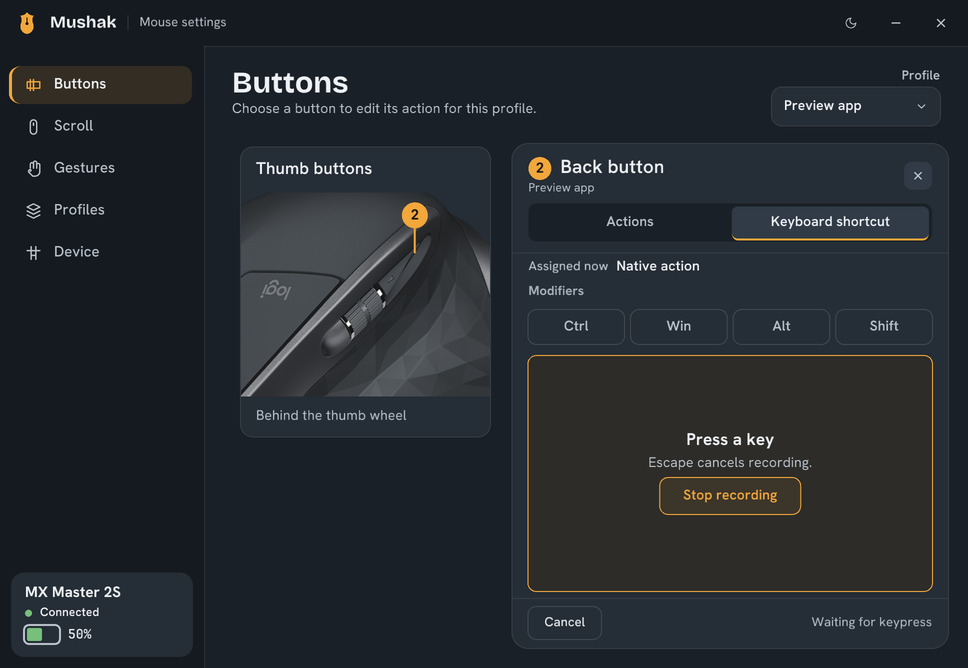 Mushak
Mouse settings
Buttons
Scroll
Gestures
Profiles
Device
MX Master 2S
Connected
50%
Buttons
Choose a button to edit its action for this profile.
Profile
Preview app
Thumb buttons
2
logi
Behind the thumb wheel
2 Back button
Preview app
Actions
Keyboard shortcut
Assigned now Native action
Modifiers
Ctrl
Win
Alt
Shift
Press a key
Escape cancels recording.
Stop recording
Cancel
Waiting for keypress